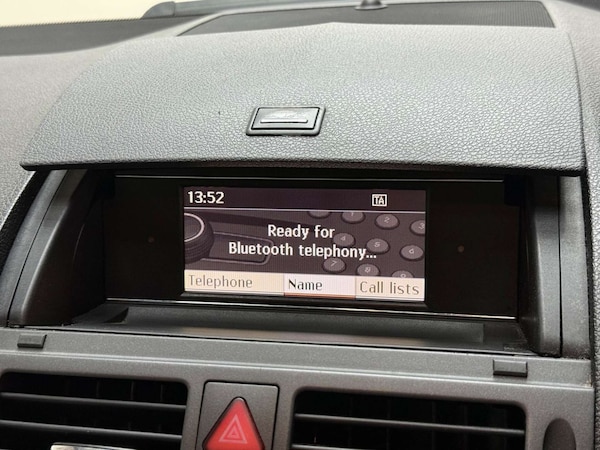 13:52 TA
Ready for
Bluetooth telephony...
Telephone Name Call lists